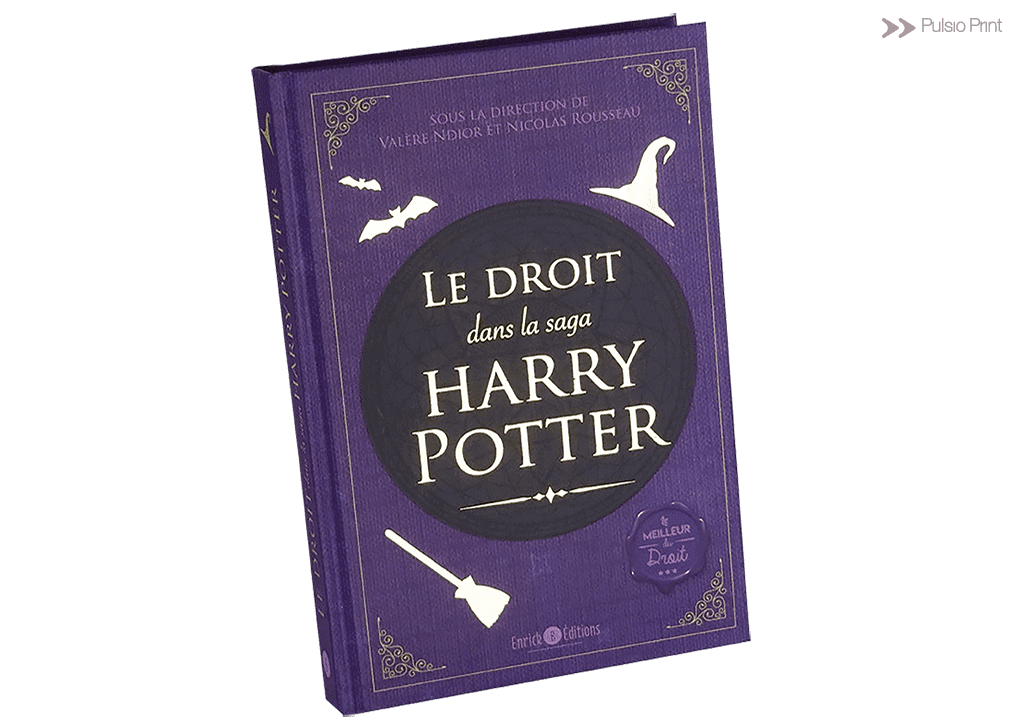 Pulsio Print
SOUS LA DIRECTION DE
VALÈRE NDIOR ET NICOLAS ROUSSEAU
LE DROIT
dans la saga
HARRY
POTTER
le
MEILLEUR
du
Droit
Enrick B Éditions
LE DROIT dans la saga HARRY POTTER